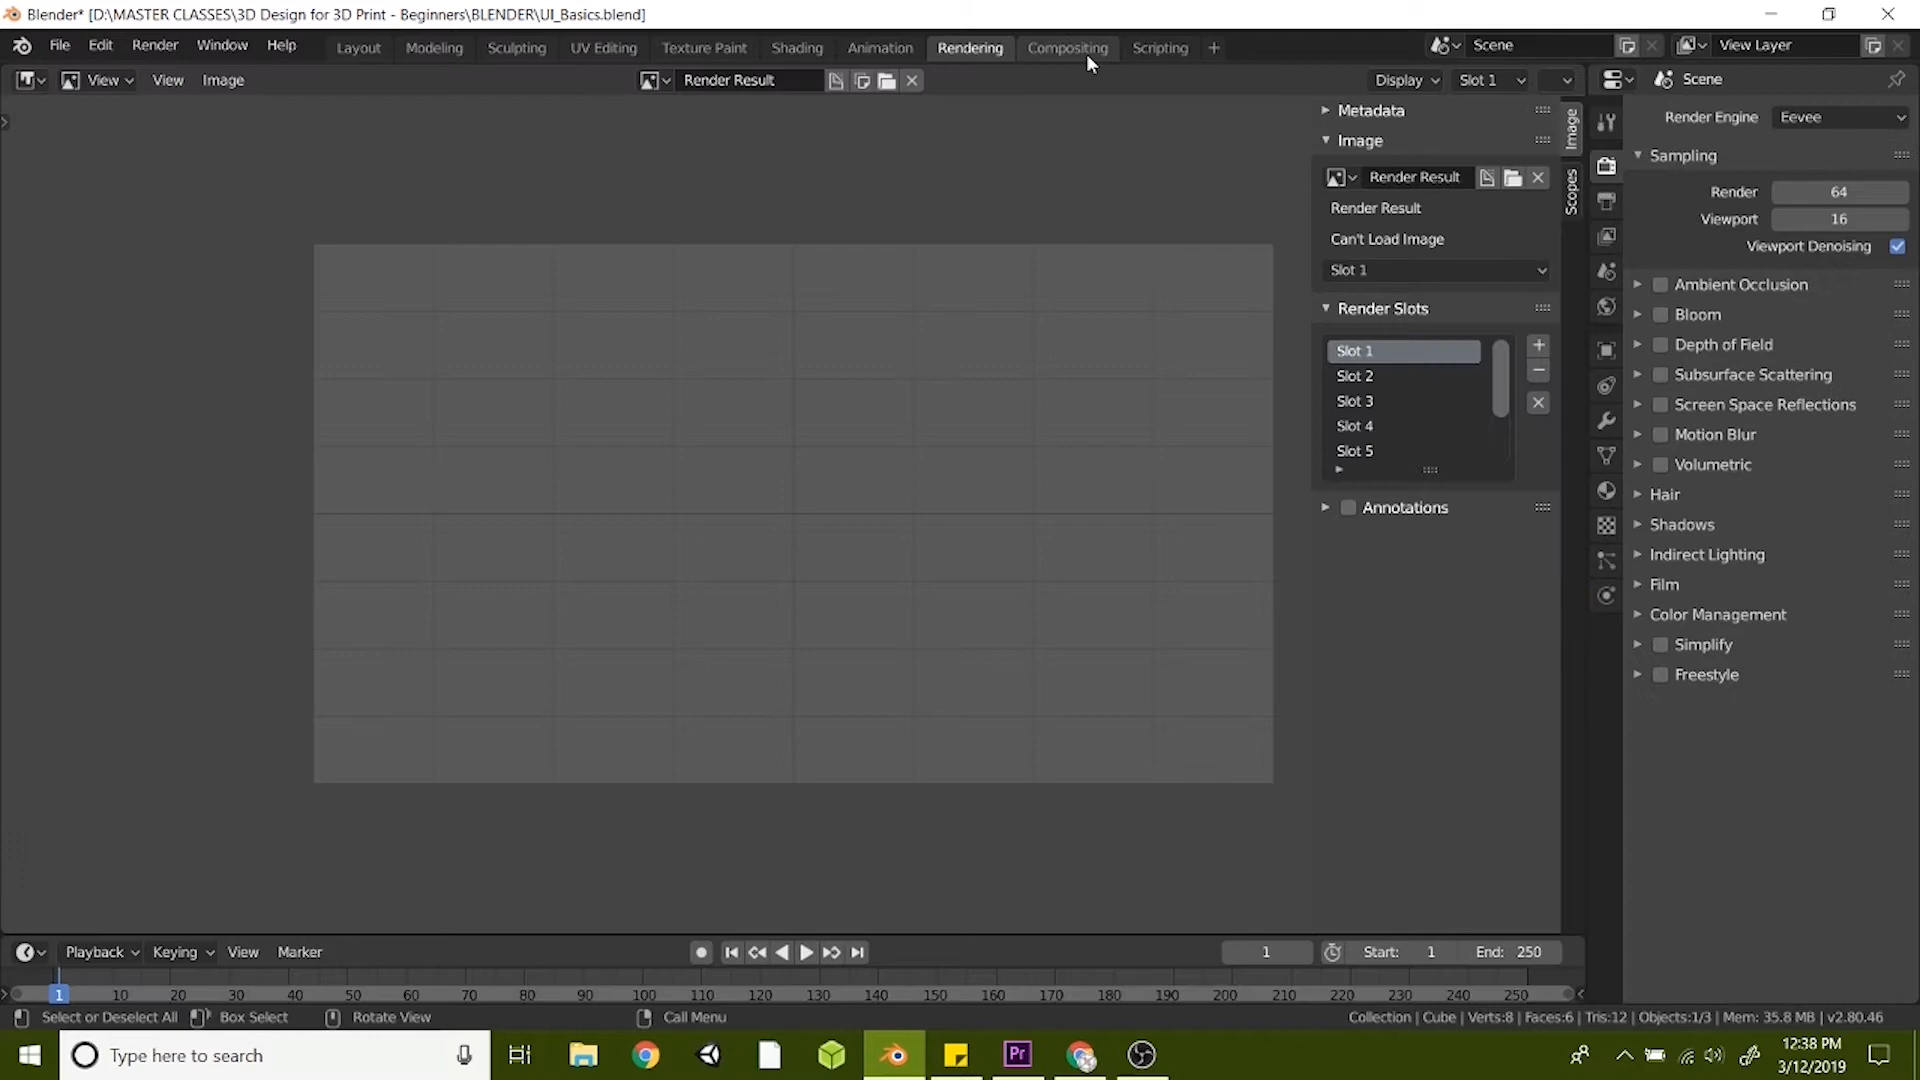 Blender* [D:\MASTER CLASSES\3D Design for 3D Print - Beginners\BLENDER\UI_Basics.blend]
File Edit Render Window Help Layout Modeling Sculpting UV Editing Texture Paint Shading Animation Rendering Compositing Scripting + Scene View Layer
View View Image Render Result Display Slot 1 Scene
Metadata
Image
Render Result
Render Result
Can't Load Image
Slot 1
Render Slots
Slot 1
Slot 2
Slot 3
Slot 4
Slot 5
Annotations
Image
Scopes
Render Engine Eevee
Sampling
Render 64
Viewport 16
Viewport Denoising
Ambient Occlusion
Bloom
Depth of Field
Subsurface Scattering
Screen Space Reflections
Motion Blur
Volumetric
Hair
Shadows
Indirect Lighting
Film
Color Management
Simplify
Freestyle
Playback Keying View Marker 1 Start: 1 End: 250
1 10 20 30 40 50 60 70 80 90 100 110 120 130 140 150 160 170 180 190 200 210 220 230 240 250
Select or Deselect All Box Select Rotate View Call Menu Collection | Cube | Verts:8 | Faces:6 | Tris:12 | Objects:1/3 | Mem: 35.8 MB | v2.80.46
Type here to search Pr 12:38 PM
3/12/2019